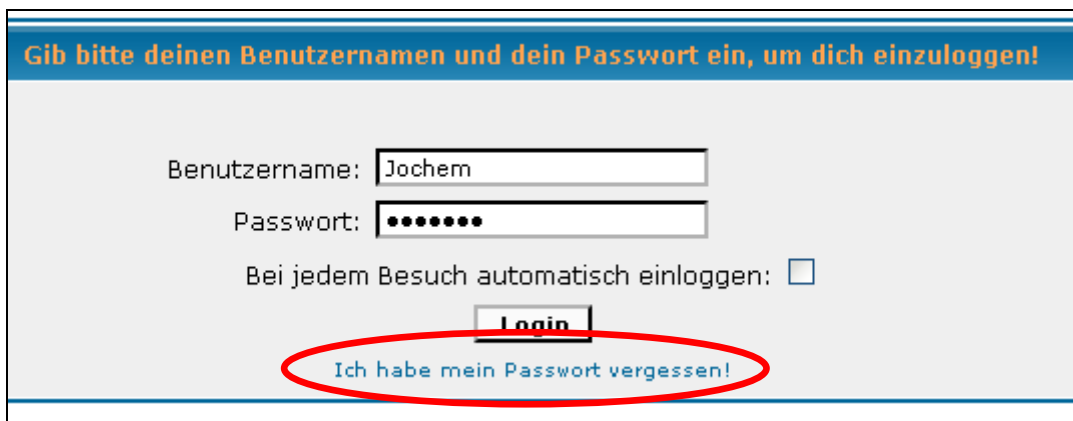 Gib bitte deinen Benutzernamen und dein Passwort ein, um dich einzuloggen!
Benutzername: Jochem
Passwort: •••••••
Bei jedem Besuch automatisch einloggen:
Login
Ich habe mein Passwort vergessen!